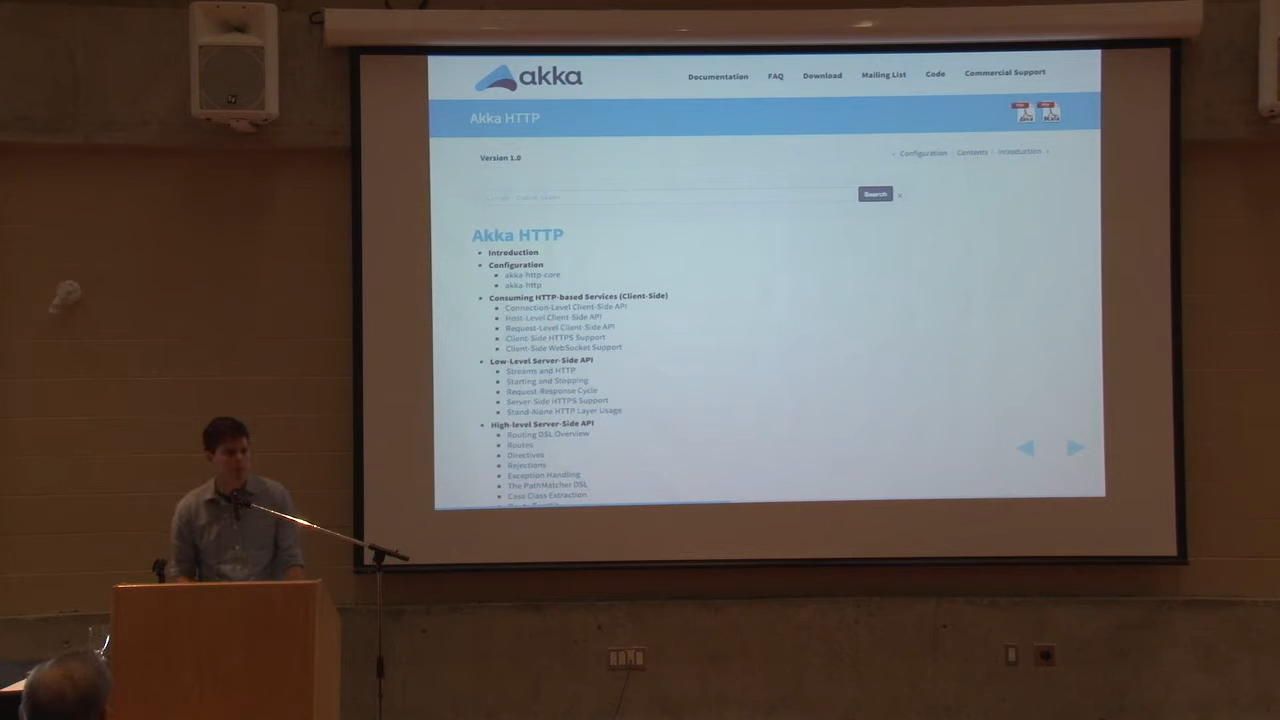 akka
Documentation FAQ Download Mailing List Code Commercial Support
Akka HTTP
Java Scala
Version 1.0
Configuration Contents Introduction
Search ×
Akka HTTP
Introduction
Configuration
akka-http-core
akka-http
Consuming HTTP-based Services (Client-Side)
Connection-Level Client-Side API
Host-Level Client-Side API
Request-Level Client-Side API
Client-Side HTTPS Support
Client-Side WebSocket Support
Low-Level Server-Side API
Streams and HTTP
Starting and Stopping
Request-Response Cycle
Server-Side HTTPS Support
Stand-Alone HTTP Layer Usage
High-level Server-Side API
Routing DSL Overview
Routes
Directives
Rejections
Exception Handling
The PathMatcher DSL
Case Class Extraction